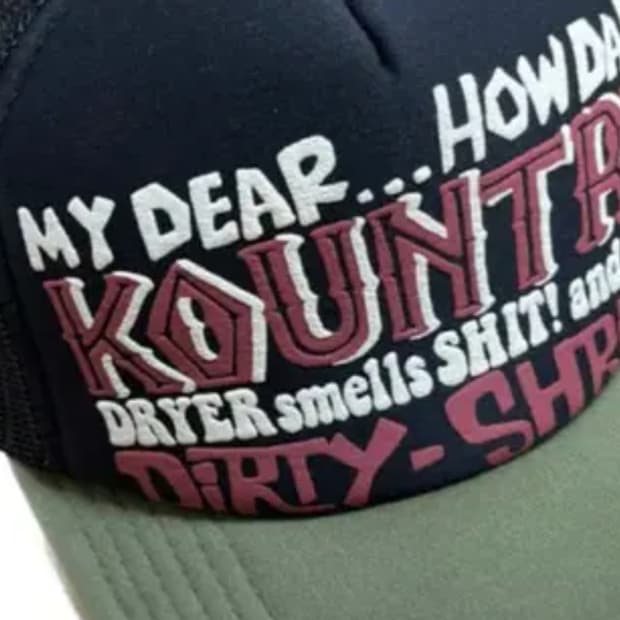 MY DEAR... HOW DA
KOUNTR
DRYER smells SHIT! and
DiRTY-SHR